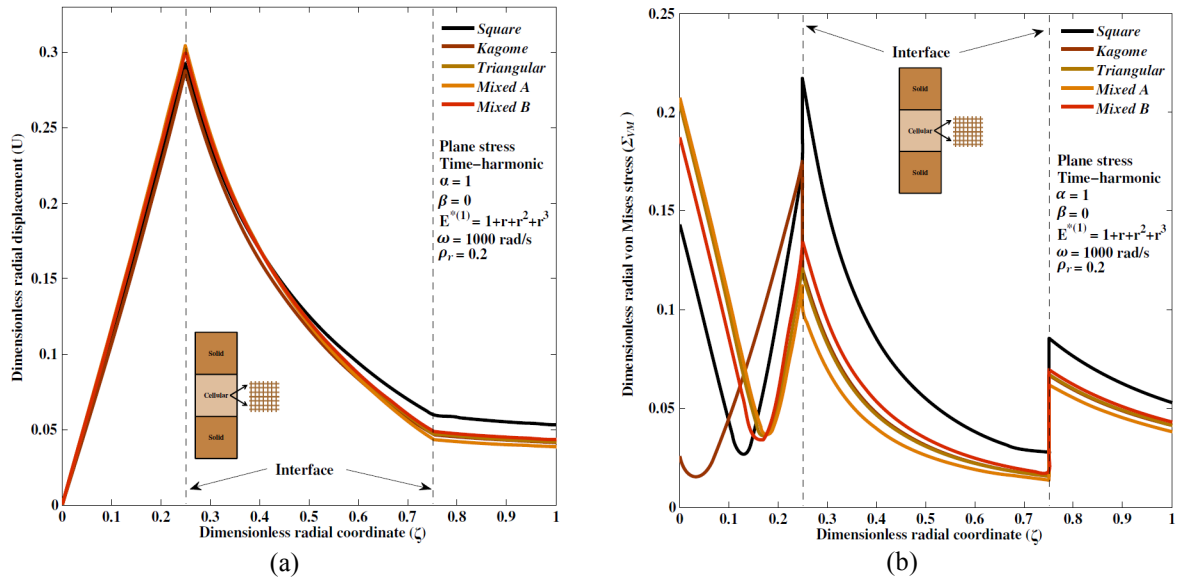 0.3
0.25
0.2
0.15
0.1
0.05
0
Dimensionless radial displacement (U)
Square
Kagome
Triangular
Mixed A
Mixed B
Plane stress
Time−harmonic
α = 1
β = 0
E*(1) = 1+r+r²+r³
ω = 1000 rad/s
ρr = 0.2
Solid
Cellular
Solid
Interface
0 0.1 0.2 0.3 0.4 0.5 0.6 0.7 0.8 0.9 1
Dimensionless radial coordinate (ζ)
(a)
0.25
0.2
0.15
0.1
0.05
0
Dimensionless radial von Mises stress (ΣVM)
Interface
Solid
Cellular
Solid
Square
Kagome
Triangular
Mixed A
Mixed B
Plane stress
Time−harmonic
α = 1
β = 0
E*(1) = 1+r+r²+r³
ω = 1000 rad/s
ρr = 0.2
0 0.1 0.2 0.3 0.4 0.5 0.6 0.7 0.8 0.9 1
Dimensionless radial coordinate (ζ)
(b)